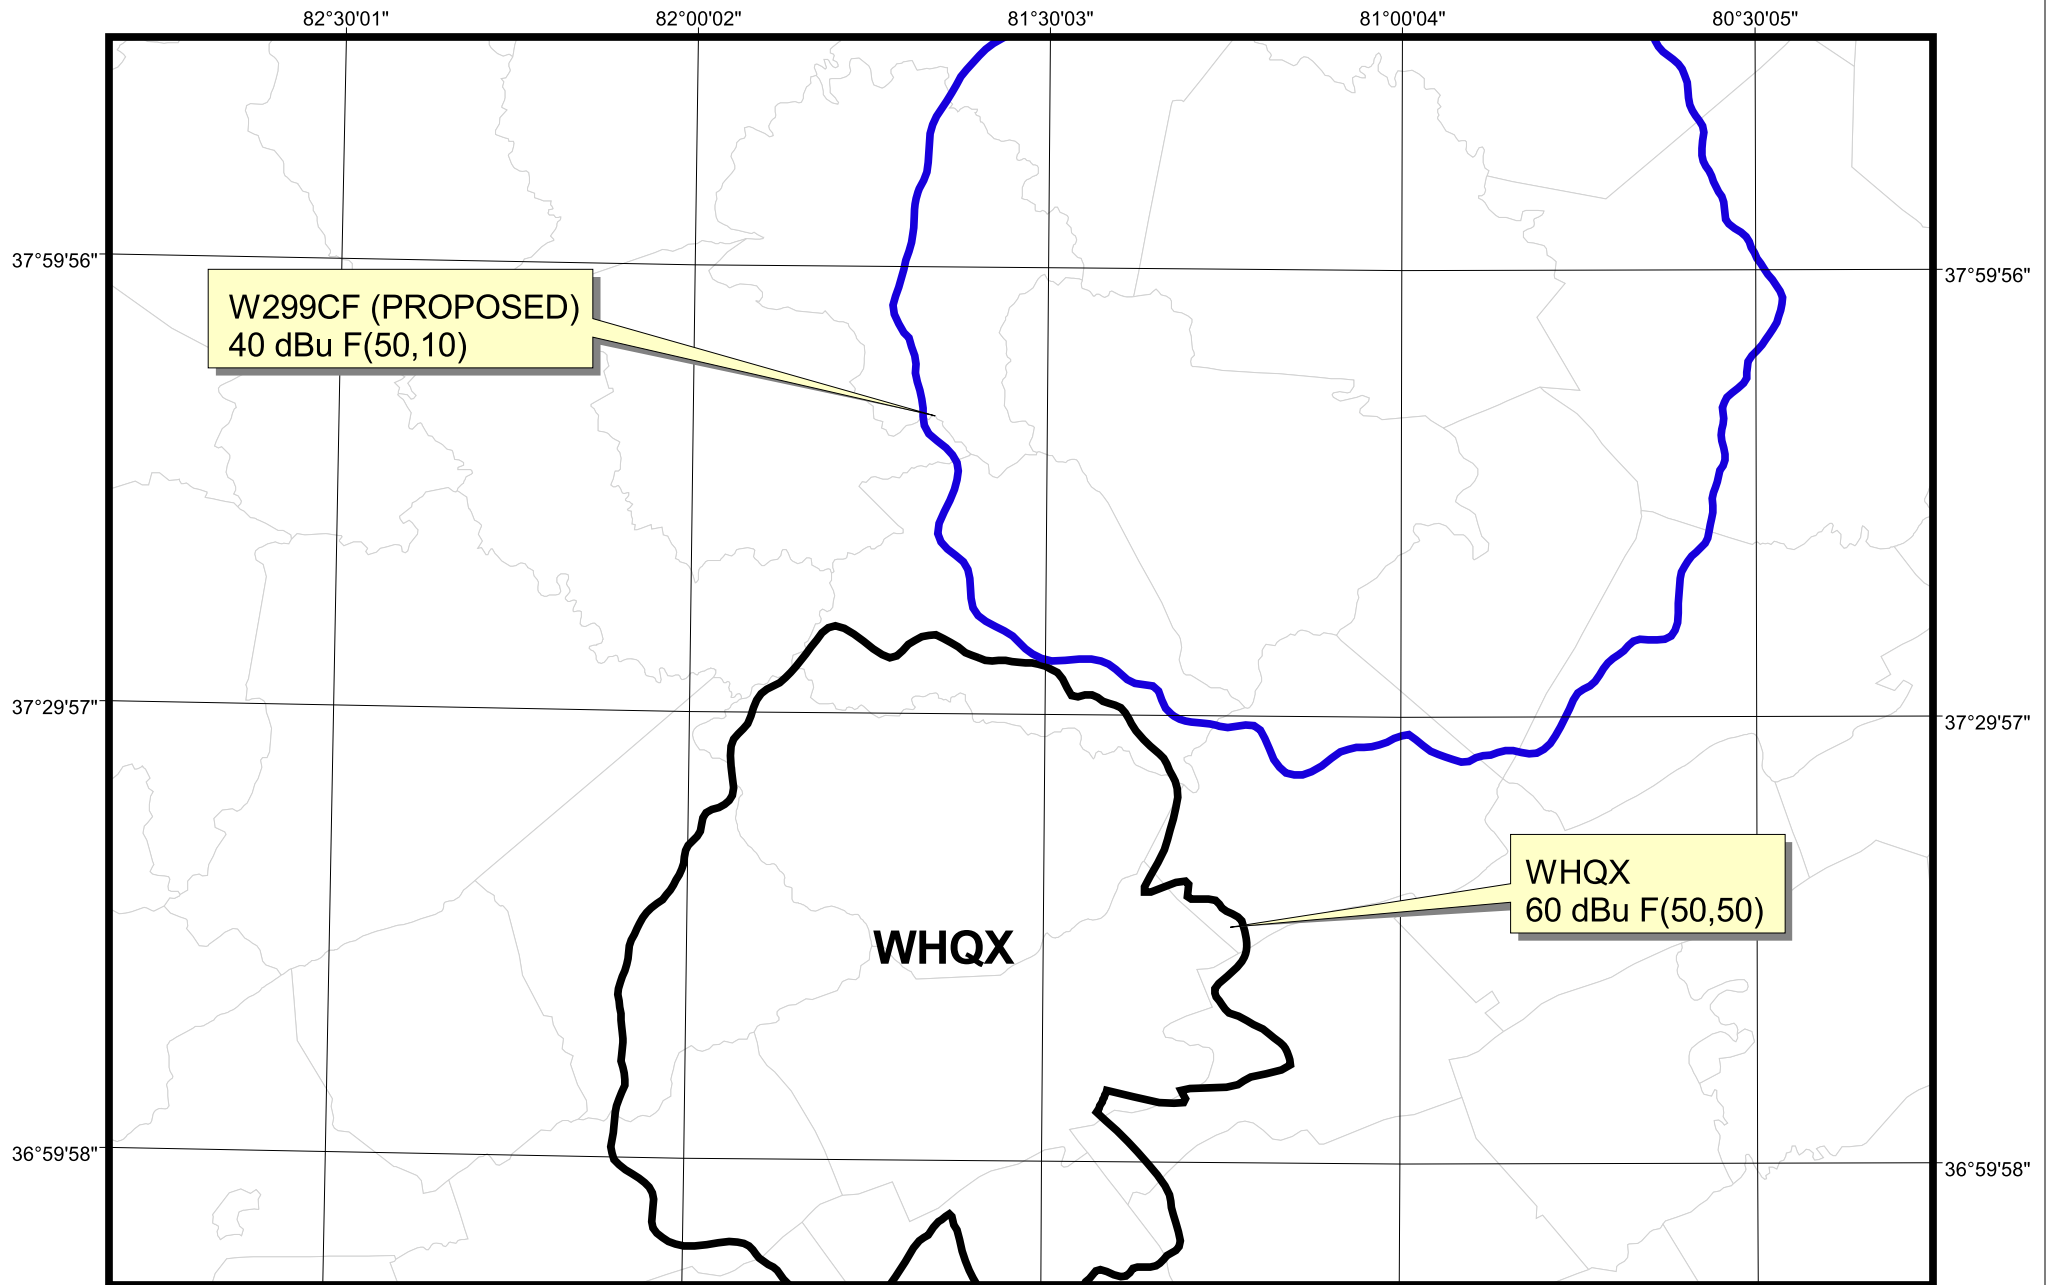 82°30'01" 82°00'02" 81°30'03" 81°00'04" 80°30'05"
37°59'56" 37°59'56"
W299CF (PROPOSED)
40 dBu F(50,10)
37°29'57" 37°29'57"
WHQX
60 dBu F(50,50)
WHQX
36°59'58" 36°59'58"